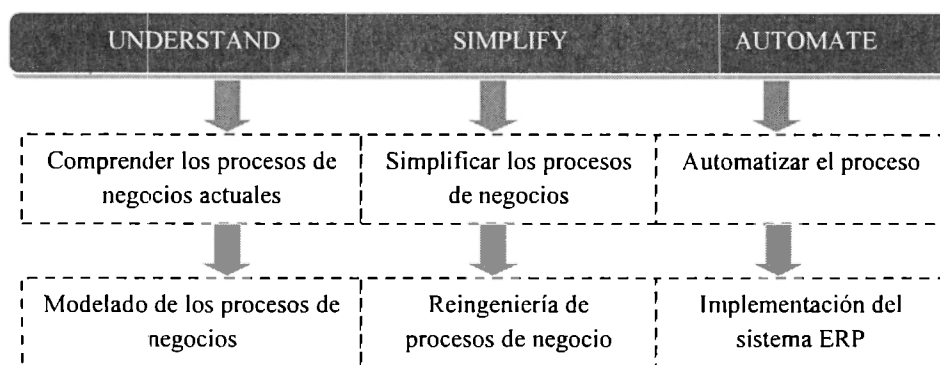 UNDERSTAND SIMPLIFY AUTOMATE
Comprender los procesos de
negocios actuales
Simplificar los procesos
de negocios
Automatizar el proceso
Modelado de los procesos de
negocios
Reingeniería de
procesos de negocio
Implementación del
sistema ERP